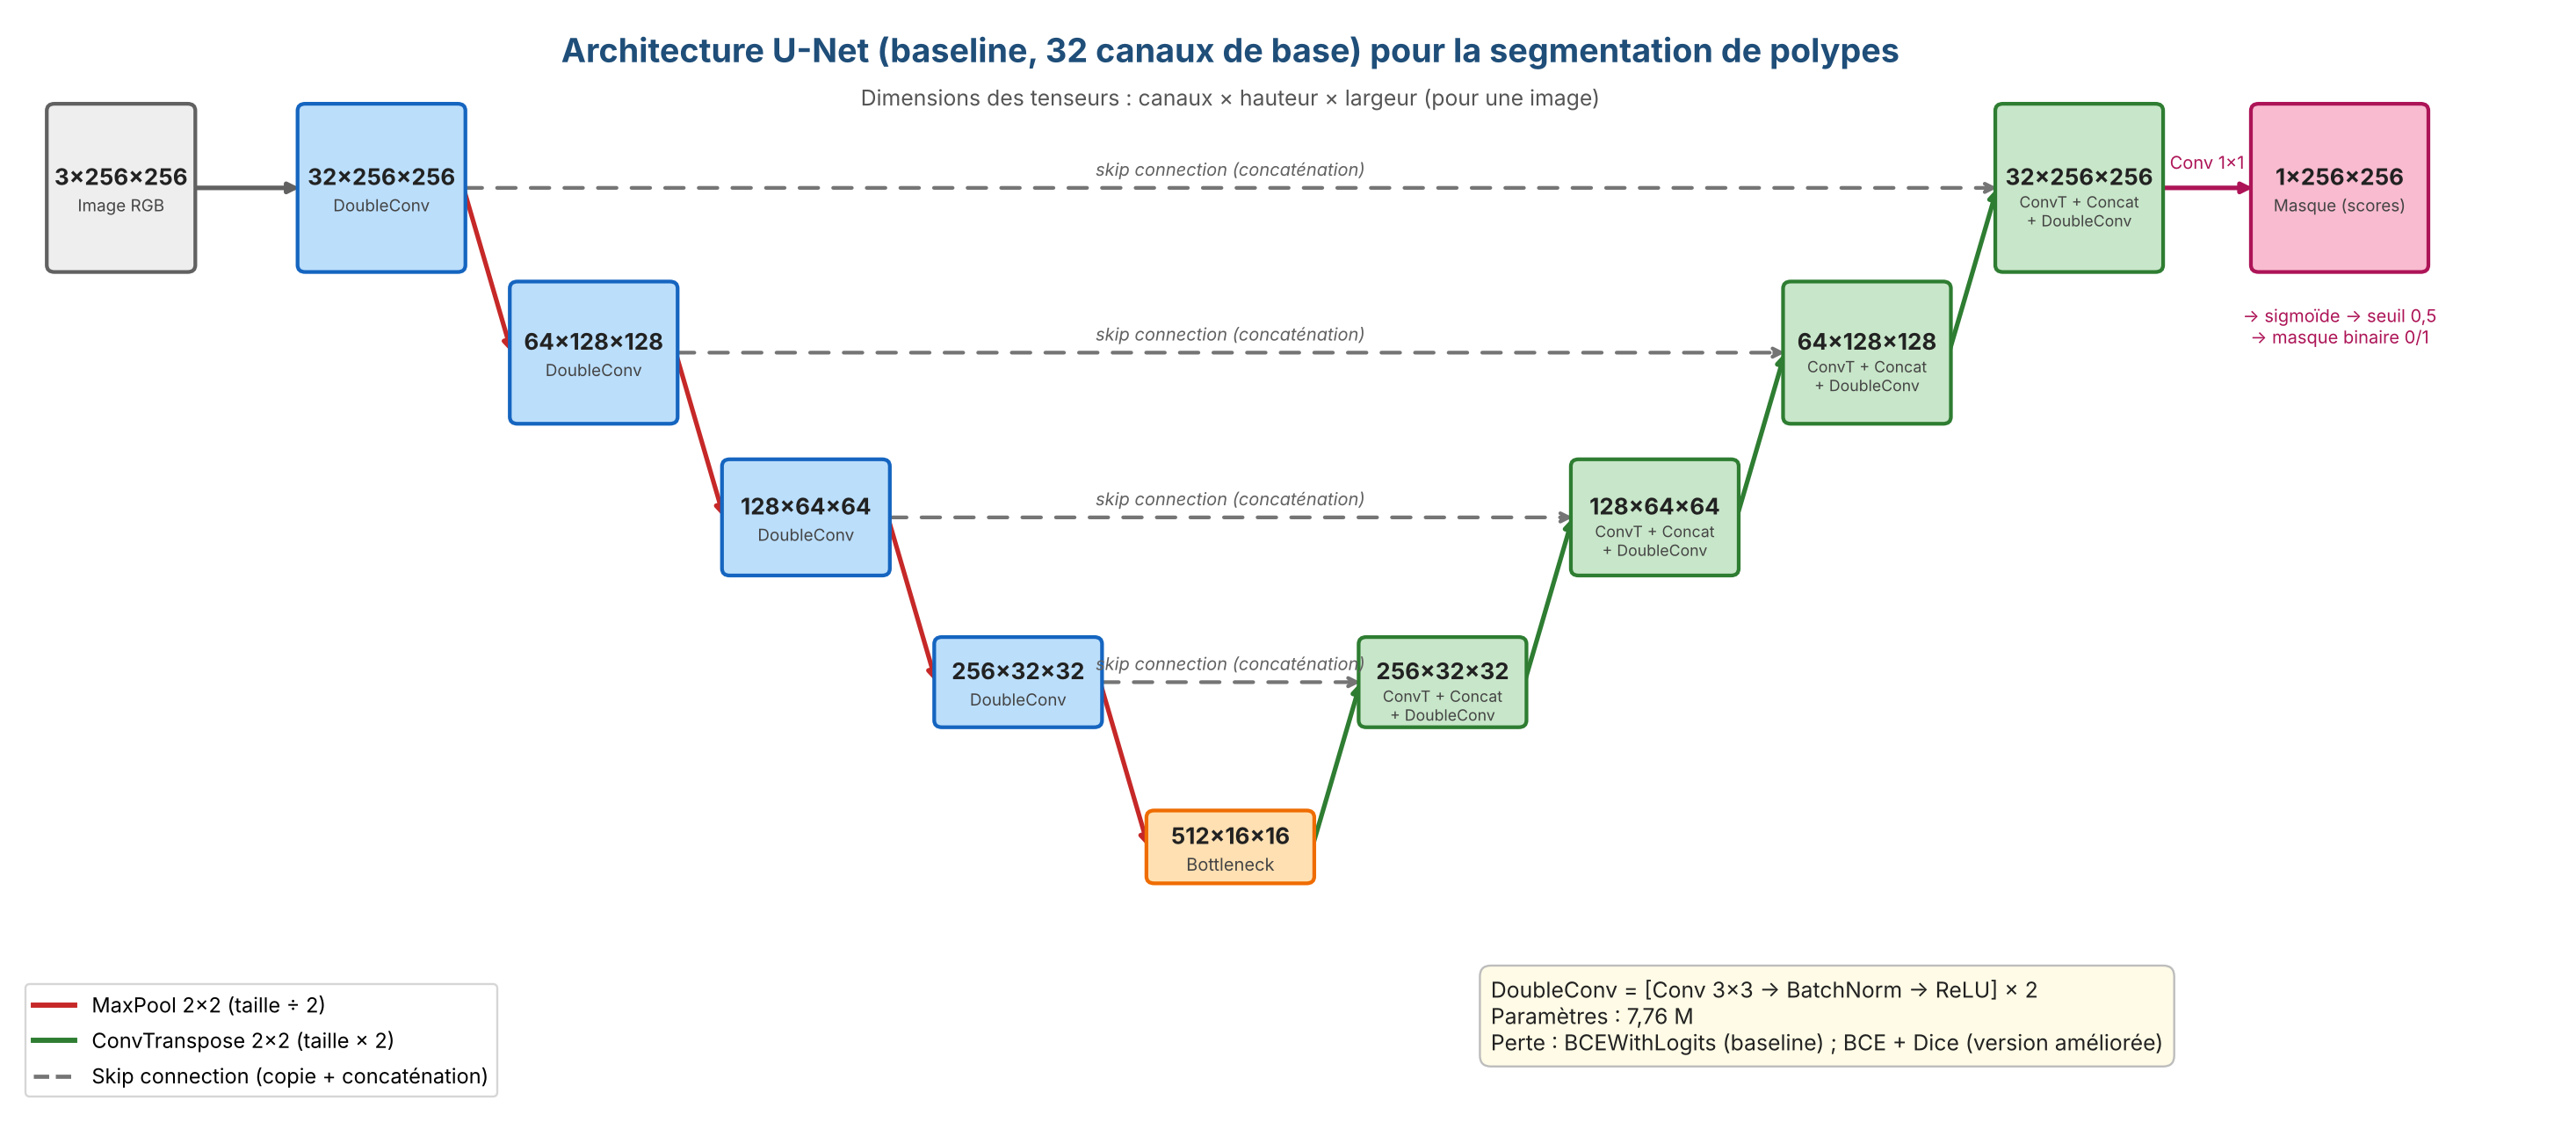 Architecture U-Net (baseline, 32 canaux de base) pour la segmentation de polypes
Dimensions des tenseurs : canaux × hauteur × largeur (pour une image)
3×256×256
Image RGB
32×256×256
DoubleConv
skip connection (concaténation)
32×256×256
ConvT + Concat
+ DoubleConv
Conv 1×1
1×256×256
Masque (scores)
→ sigmoïde → seuil 0,5
→ masque binaire 0/1
64×128×128
DoubleConv
skip connection (concaténation)
64×128×128
ConvT + Concat
+ DoubleConv
128×64×64
DoubleConv
skip connection (concaténation)
128×64×64
ConvT + Concat
+ DoubleConv
256×32×32
DoubleConv
skip connection (concaténation)
256×32×32
ConvT + Concat
+ DoubleConv
512×16×16
Bottleneck
MaxPool 2×2 (taille ÷ 2)
ConvTranspose 2×2 (taille × 2)
Skip connection (copie + concaténation)
DoubleConv = [Conv 3×3 → BatchNorm → ReLU] × 2
Paramètres : 7,76 M
Perte : BCEWithLogits (baseline) ; BCE + Dice (version améliorée)